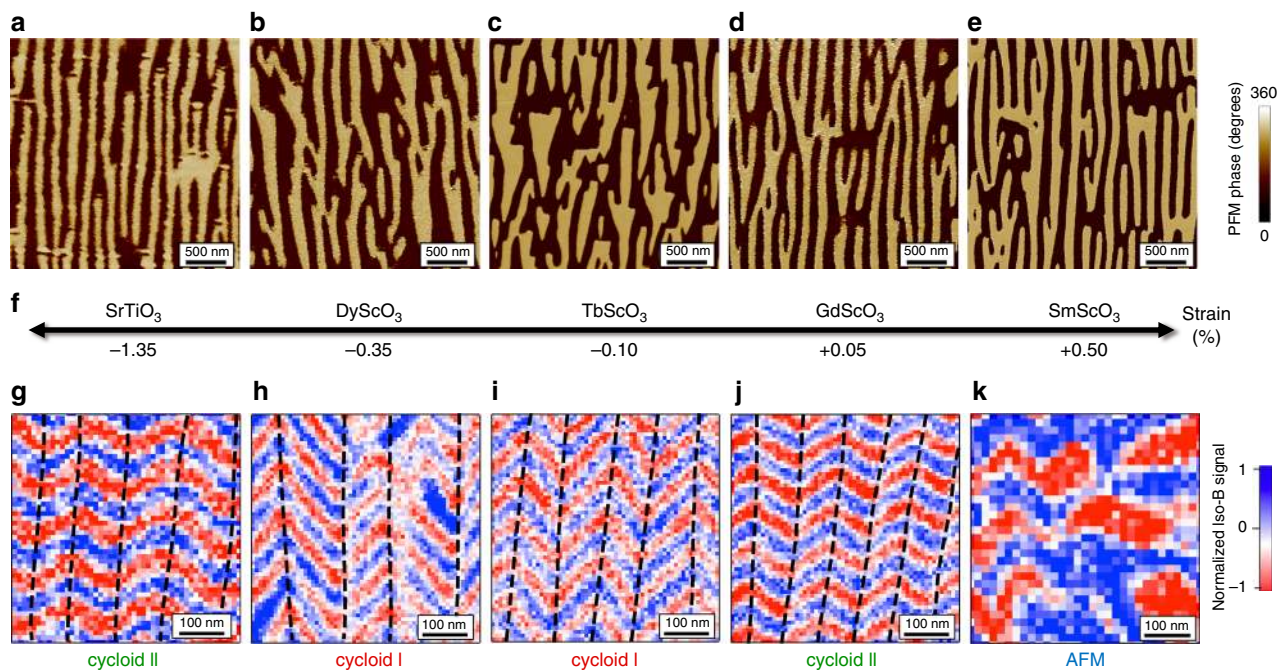 a b c d e
500 nm 500 nm 500 nm 500 nm 500 nm
360
PFM phase (degrees)
0
f
SrTiO3 DyScO3 TbScO3 GdScO3 SmScO3 Strain
(%)
–1.35 –0.35 –0.10 +0.05 +0.50
g h i j k
100 nm 100 nm 100 nm 100 nm 100 nm
1
0
–1
Normalized Iso-B signal
cycloid II cycloid I cycloid I cycloid II AFM